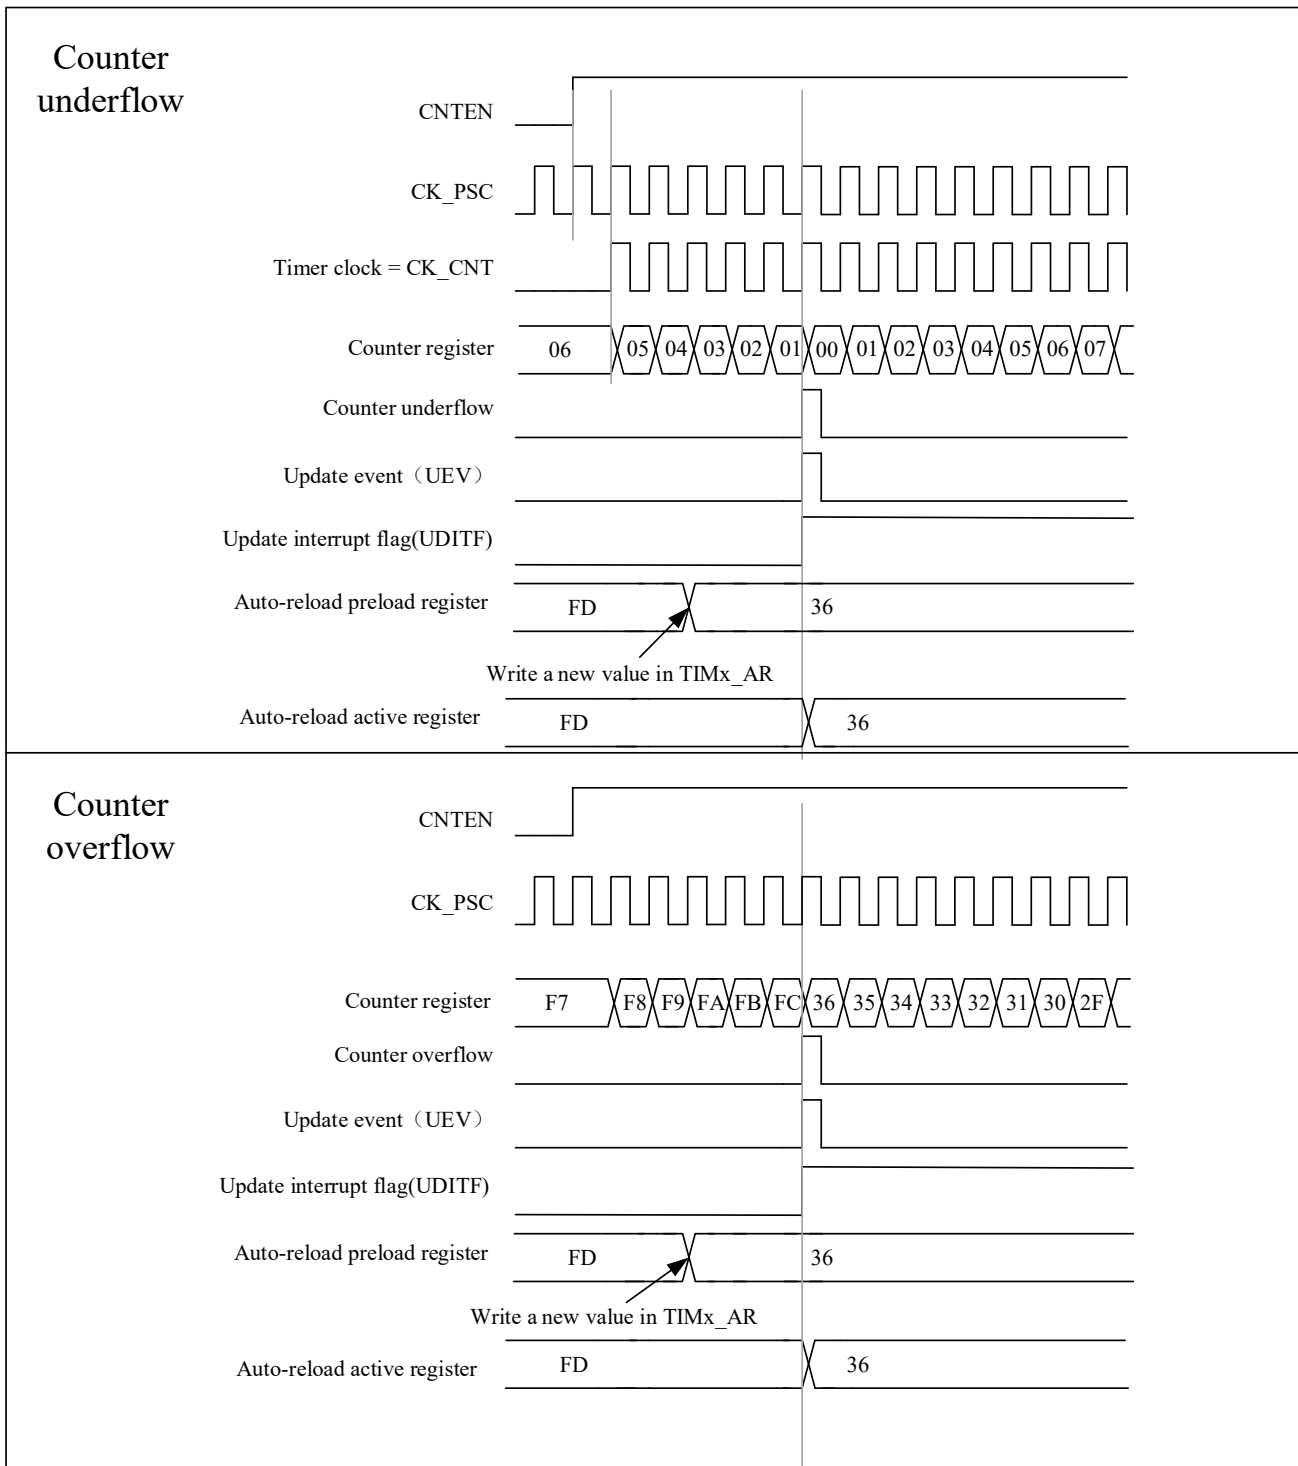 Counter
underflow
CNTEN
CK_PSC
Timer clock = CK_CNT
Counter register 06 05 04 03 02 01 00 01 02 03 04 05 06 07
Counter underflow
Update event（UEV）
Update interrupt flag(UDITF)
Auto-reload preload register FD 36
Write a new value in TIMx_AR
Auto-reload active register FD 36
Counter
overflow
CNTEN
CK_PSC
Counter register F7 F8 F9 FA FB FC 36 35 34 33 32 31 30 2F
Counter overflow
Update event（UEV）
Update interrupt flag(UDITF)
Auto-reload preload register FD 36
Write a new value in TIMx_AR
Auto-reload active register FD 36